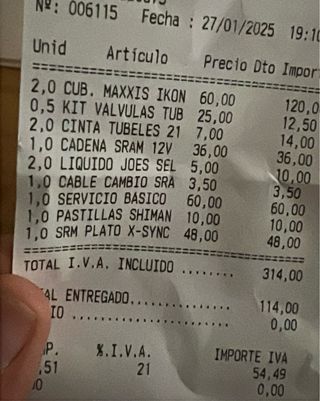 Nº: 006115 Fecha : 27/01/2025 19:10
Unid Artículo Precio Dto Import
2,0 CUB. MAXXIS IKON 60,00 120,0
0,5 KIT VALVULAS TUB 25,00 12,50
2,0 CINTA TUBELES 21 7,00 14,00
1,0 CADENA SRAM 12V 36,00 36,00
2,0 LIQUIDO JOES SEL 5,00 10,00
1,0 CABLE CAMBIO SRA 3,50 3,50
1,0 SERVICIO BASICO 60,00 60,00
1,0 PASTILLAS SHIMAN 10,00 10,00
1,0 SRM PLATO X-SYNC 48,00 48,00
TOTAL I.V.A. INCLUIDO ........ 314,00
AL ENTREGADO.............. 114,00
IO .................... 0,00
P. %.I.V.A. IMPORTE IVA
,51 21 54,49
0 0,00